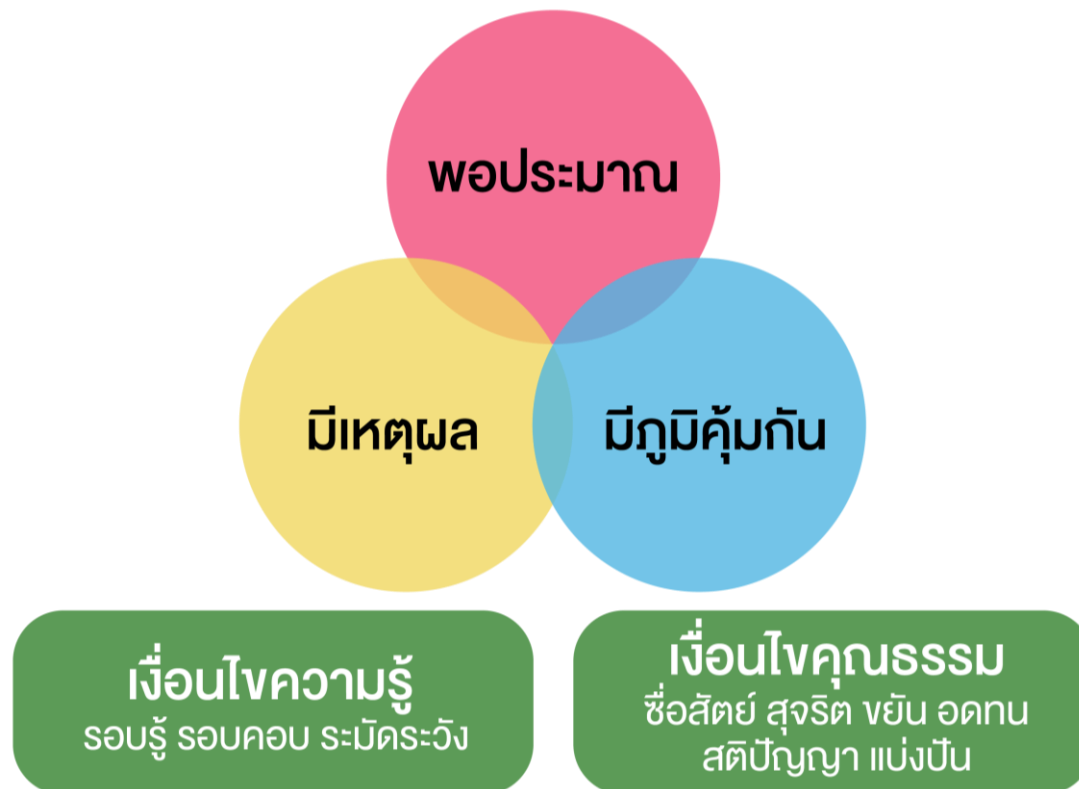 พอประมาณ
มีเหตุผล
มีภูมิคุ้มกัน
เงื่อนไขความรู้
รอบรู้ รอบคอบ ระมัดระวัง
เงื่อนไขคุณธรรม
ซื่อสัตย์ สุจริต ขยัน อดทน
สติปัญญา แบ่งปัน